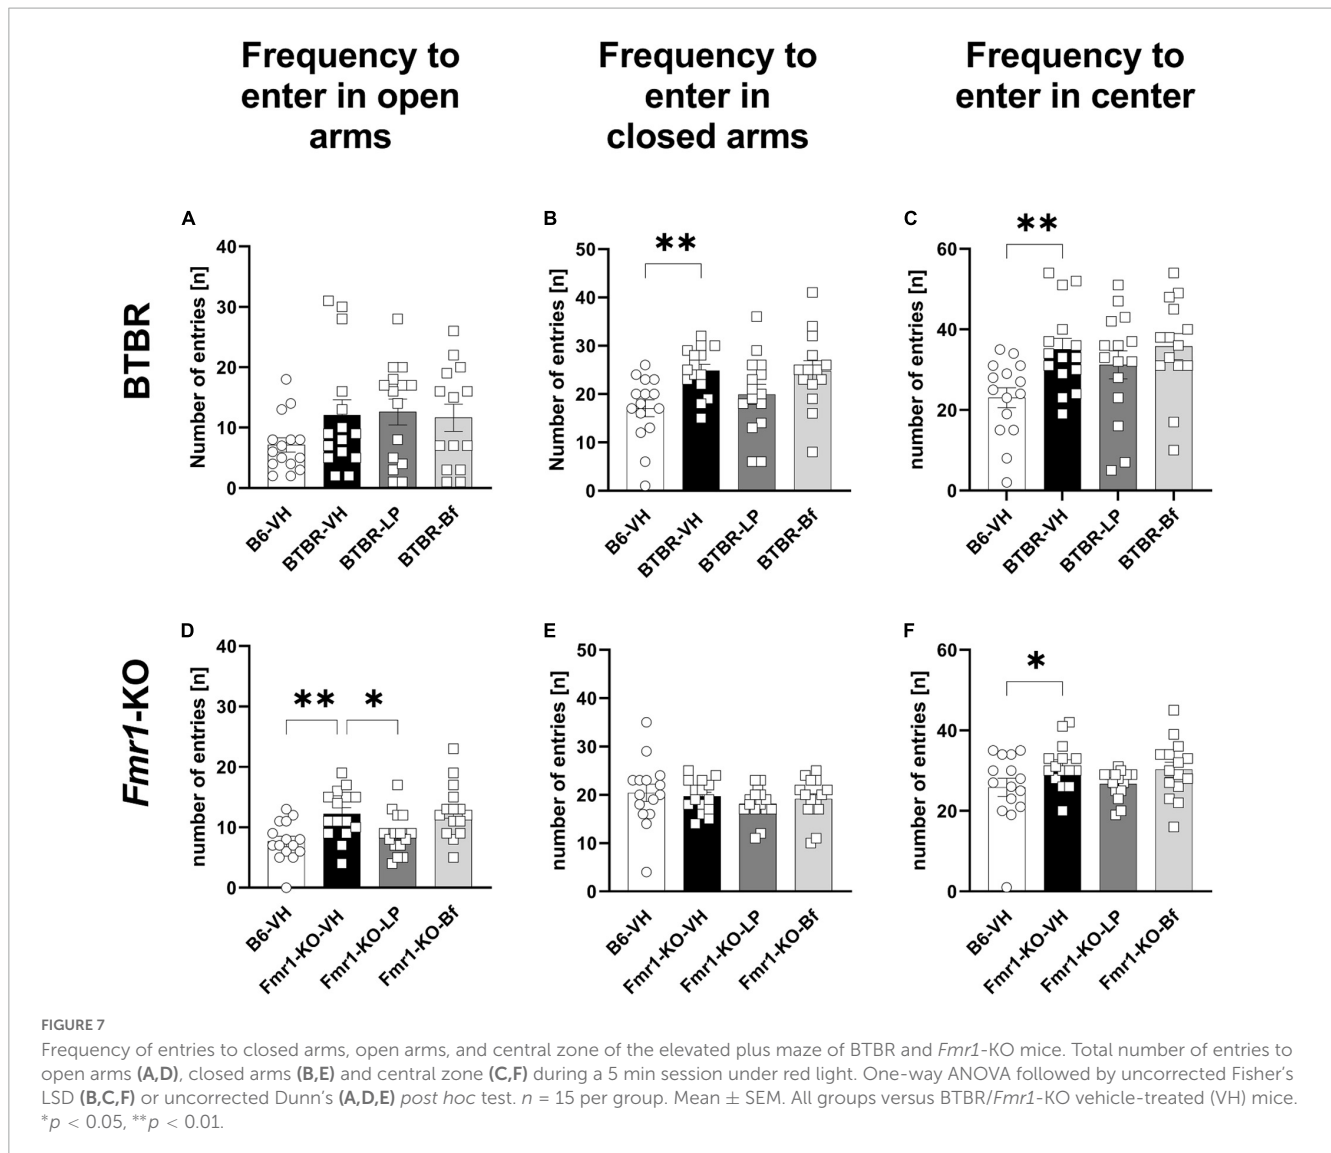 Frequency to
enter in open
arms
Frequency to
enter in
closed arms
Frequency to
enter in center
BTBR
A
Number of entries [n]
40
30
20
10
0
B6-VH
BTBR-VH
BTBR-LP
BTBR-Bf
B
**
Number of entries [n]
50
40
30
20
10
0
B6-VH
BTBR-VH
BTBR-LP
BTBR-Bf
C
**
number of entries [n]
60
40
20
0
B6-VH
BTBR-VH
BTBR-LP
BTBR-Bf
Fmr1-KO
D
** *
number of entries [n]
40
30
20
10
0
B6-VH
Fmr1-KO-VH
Fmr1-KO-LP
Fmr1-KO-Bf
E
number of entries [n]
50
40
30
20
10
0
B6-VH
Fmr1-KO-VH
Fmr1-KO-LP
Fmr1-KO-Bf
F
*
number of entries [n]
60
40
20
0
B6-VH
Fmr1-KO-VH
Fmr1-KO-LP
Fmr1-KO-Bf
FIGURE 7
Frequency of entries to closed arms, open arms, and central zone of the elevated plus maze of BTBR and Fmr1-KO mice. Total number of entries to
open arms (A,D), closed arms (B,E) and central zone (C,F) during a 5 min session under red light. One-way ANOVA followed by uncorrected Fisher’s
LSD (B,C,F) or uncorrected Dunn’s (A,D,E) post hoc test. n = 15 per group. Mean ± SEM. All groups versus BTBR/Fmr1-KO vehicle-treated (VH) mice.
*p < 0.05, **p < 0.01.